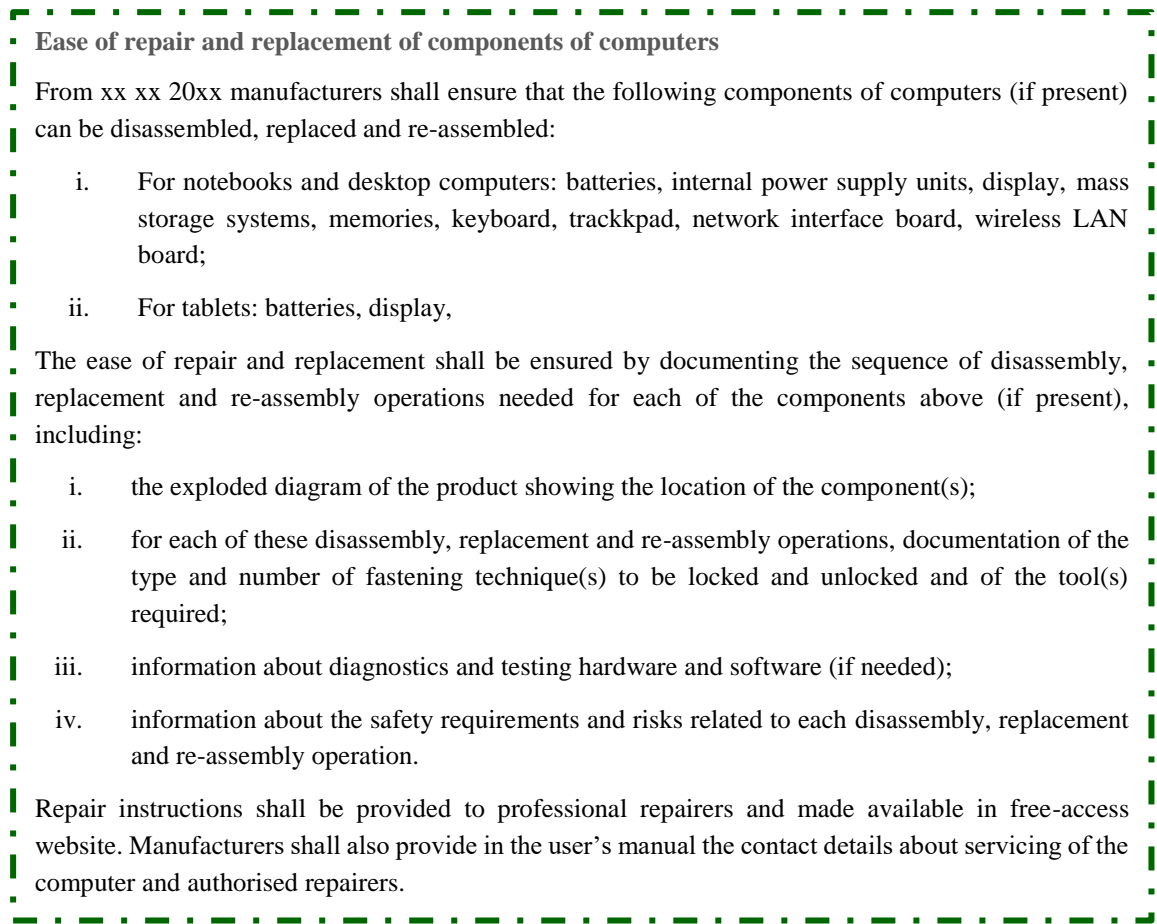 Ease of repair and replacement of components of computers
From xx xx 20xx manufacturers shall ensure that the following components of computers (if present)
can be disassembled, replaced and re-assembled:
i. For notebooks and desktop computers: batteries, internal power supply units, display, mass
storage systems, memories, keyboard, trackkpad, network interface board, wireless LAN
board;
ii. For tablets: batteries, display,
The ease of repair and replacement shall be ensured by documenting the sequence of disassembly,
replacement and re-assembly operations needed for each of the components above (if present),
including:
i. the exploded diagram of the product showing the location of the component(s);
ii. for each of these disassembly, replacement and re-assembly operations, documentation of the
type and number of fastening technique(s) to be locked and unlocked and of the tool(s)
required;
iii. information about diagnostics and testing hardware and software (if needed);
iv. information about the safety requirements and risks related to each disassembly, replacement
and re-assembly operation.
Repair instructions shall be provided to professional repairers and made available in free-access
website. Manufacturers shall also provide in the user's manual the contact details about servicing of the
computer and authorised repairers.